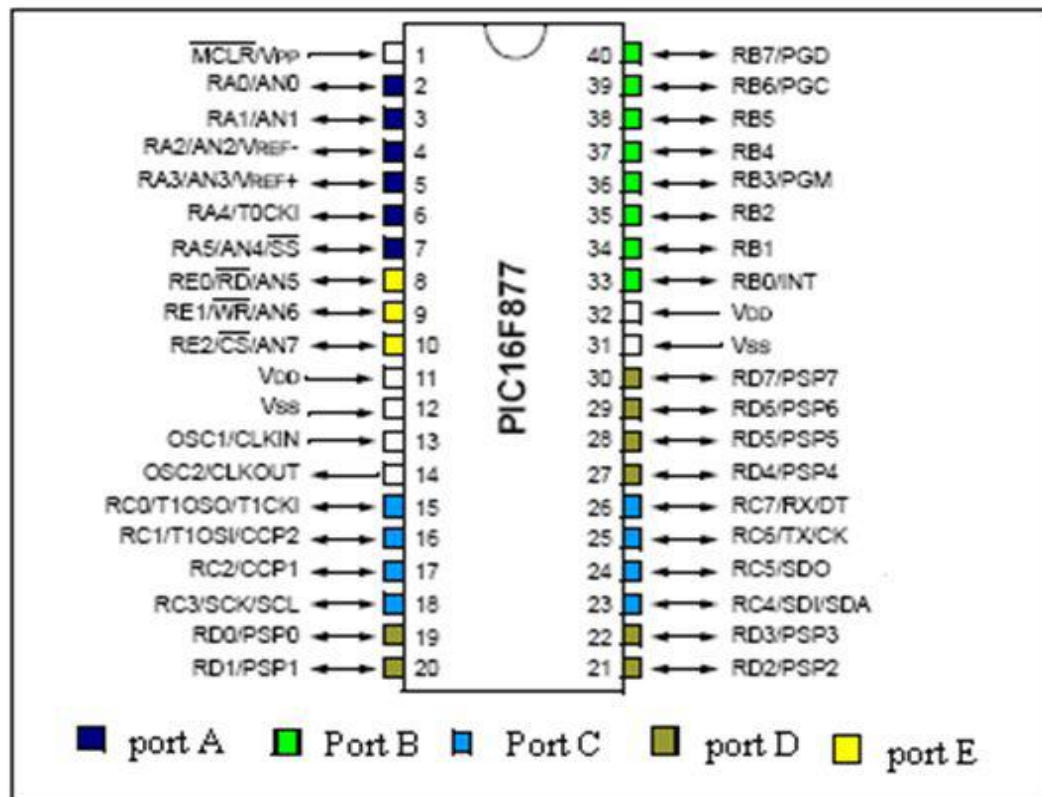 MCLR/VPP 1 40 RB7/PGD
RA0/AN0 2 39 RB6/PGC
RA1/AN1 3 38 RB5
RA2/AN2/VREF- 4 37 RB4
RA3/AN3/VREF+ 5 36 RB3/PGM
RA4/T0CKI 6 35 RB2
RA5/AN4/SS 7 34 RB1
RE0/RD/AN5 8 33 RB0/INT
RE1/WR/AN6 9 32 VDD
RE2/CS/AN7 10 31 VSS
VDD 11 30 RD7/PSP7
VSS 12 29 RD6/PSP6
OSC1/CLKIN 13 28 RD5/PSP5
OSC2/CLKOUT 14 27 RD4/PSP4
RC0/T1OSO/T1CKI 15 26 RC7/RX/DT
RC1/T1OSI/CCP2 16 25 RC6/TX/CK
RC2/CCP1 17 24 RC5/SDO
RC3/SCK/SCL 18 23 RC4/SDI/SDA
RD0/PSP0 19 22 RD3/PSP3
RD1/PSP1 20 21 RD2/PSP2
PIC16F877
port A Port B Port C port D port E